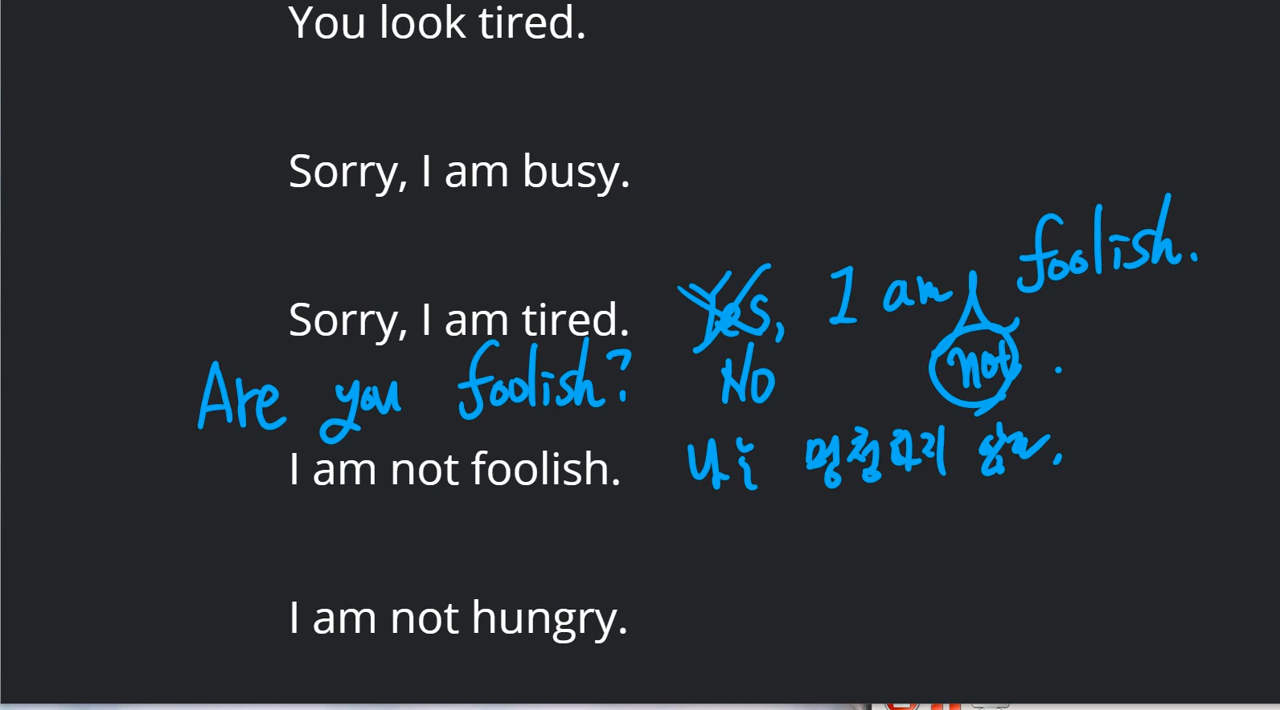 You look tired.
Sorry, I am busy.
Sorry, I am tired. Yes, I am foolish.
Are you foolish? No not.
I am not foolish. 나는 멍청하지 않다.
I am not hungry.